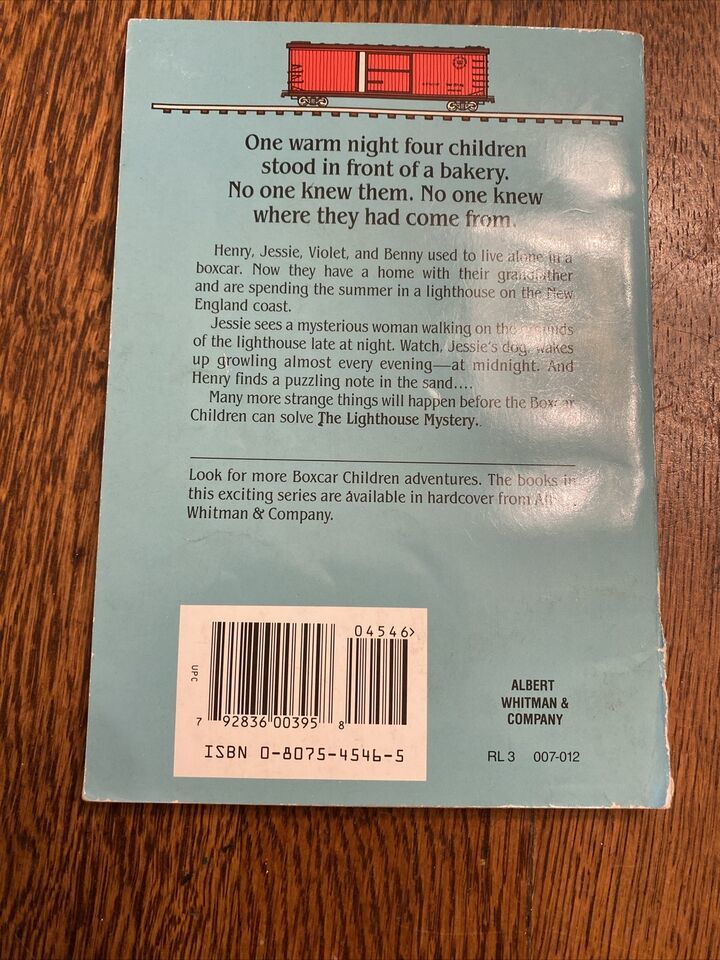 One warm night four children
stood in front of a bakery.
No one knew them. No one knew
where they had come from.
Henry, Jessie, Violet, and Benny used to live alone in a
boxcar. Now they have a home with their grandfather
and are spending the summer in a lighthouse on the New
England coast.
Jessie sees a mysterious woman walking on the grounds
of the lighthouse late at night. Watch, Jessie's dog, wakes
up growling almost every evening—at midnight. And
Henry finds a puzzling note in the sand....
Many more strange things will happen before the Boxcar
Children can solve The Lighthouse Mystery.
Look for more Boxcar Children adventures. The books in
this exciting series are available in hardcover from
Whitman & Company.
04546>
UPC
7 92836 00395 8
ISBN 0-8075-4546-5
ALBERT
WHITMAN &
COMPANY
RL 3 007-012